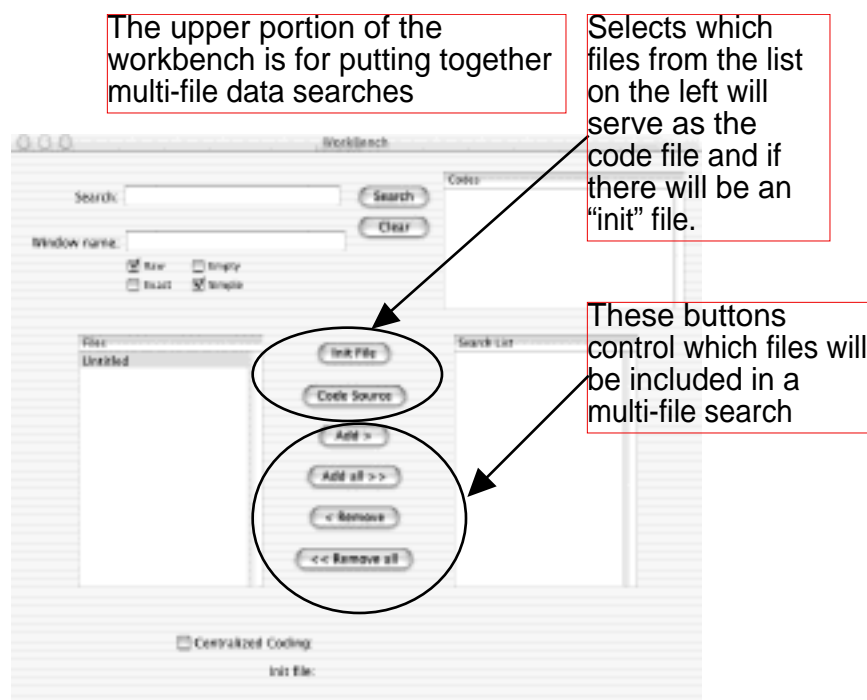 The upper portion of the
workbench is for putting together
multi-file data searches
Selects which
files from the list
on the left will
serve as the
code file and if
there will be an
“init” file.
WorkBench
Search:
Search
Codes
Clear
Window name:
Raw
Empty
Exact
Simple
Files
Untitled
Init File
Code Source
Add >
Add all >>
< Remove
<< Remove all
Search List
These buttons
control which files will
be included in a
multi-file search
Centralized Coding:
Init file: